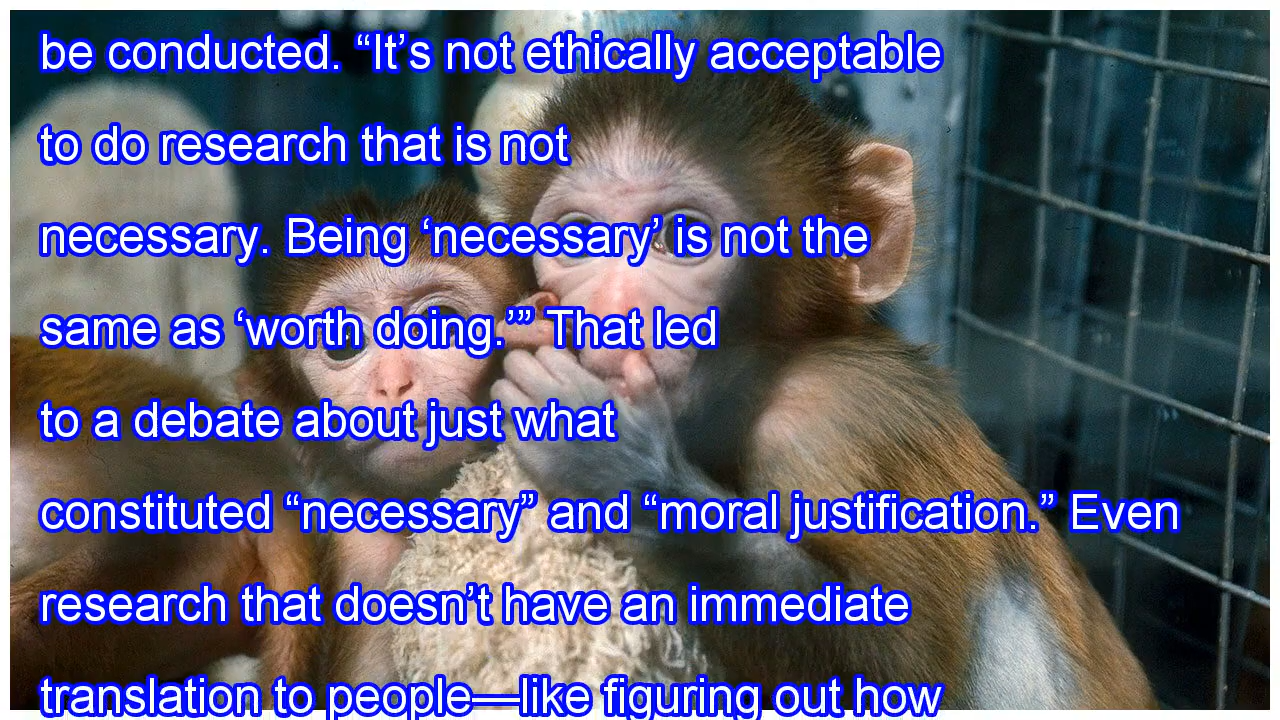 be conducted. “It’s not ethically acceptable
to do research that is not
necessary. Being ‘necessary’ is not the
same as ‘worth doing.’” That led
to a debate about just what
constituted “necessary” and “moral justification.” Even
research that doesn’t have an immediate
translation to people—like figuring out how